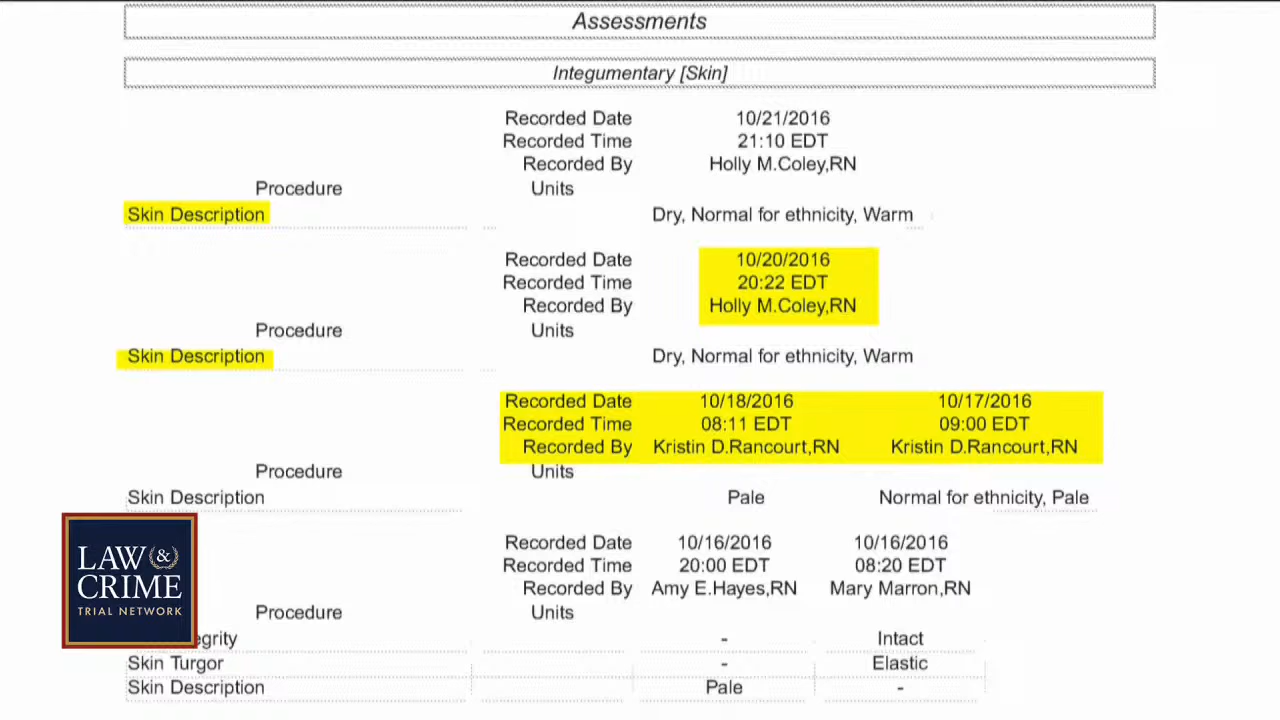 Assessments
Integumentary [Skin]
Recorded Date 10/21/2016
Recorded Time 21:10 EDT
Recorded By Holly M.Coley,RN
Procedure Units
Skin Description Dry, Normal for ethnicity, Warm
Recorded Date 10/20/2016
Recorded Time 20:22 EDT
Recorded By Holly M.Coley,RN
Procedure Units
Skin Description Dry, Normal for ethnicity, Warm
Recorded Date 10/18/2016 10/17/2016
Recorded Time 08:11 EDT 09:00 EDT
Recorded By Kristin D.Rancourt,RN Kristin D.Rancourt,RN
Procedure Units
Skin Description Pale Normal for ethnicity, Pale
Recorded Date 10/16/2016 10/16/2016
Recorded Time 20:00 EDT 08:20 EDT
Recorded By Amy E.Hayes,RN Mary Marron,RN
Procedure Units
egrity - Intact
Skin Turgor - Elastic
Skin Description Pale -
LAW &
CRIME
TRIAL NETWORK